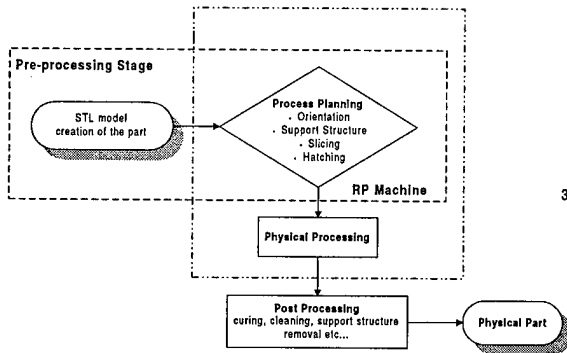 Pre-processing Stage
STL model
creation of the part
Process Planning
• Orientation
• Support Structure
• Slicing
• Hatching
RP Machine
3
Physical Processing
Post Processing
curing, cleaning, support structure
removal etc...
Physical Part